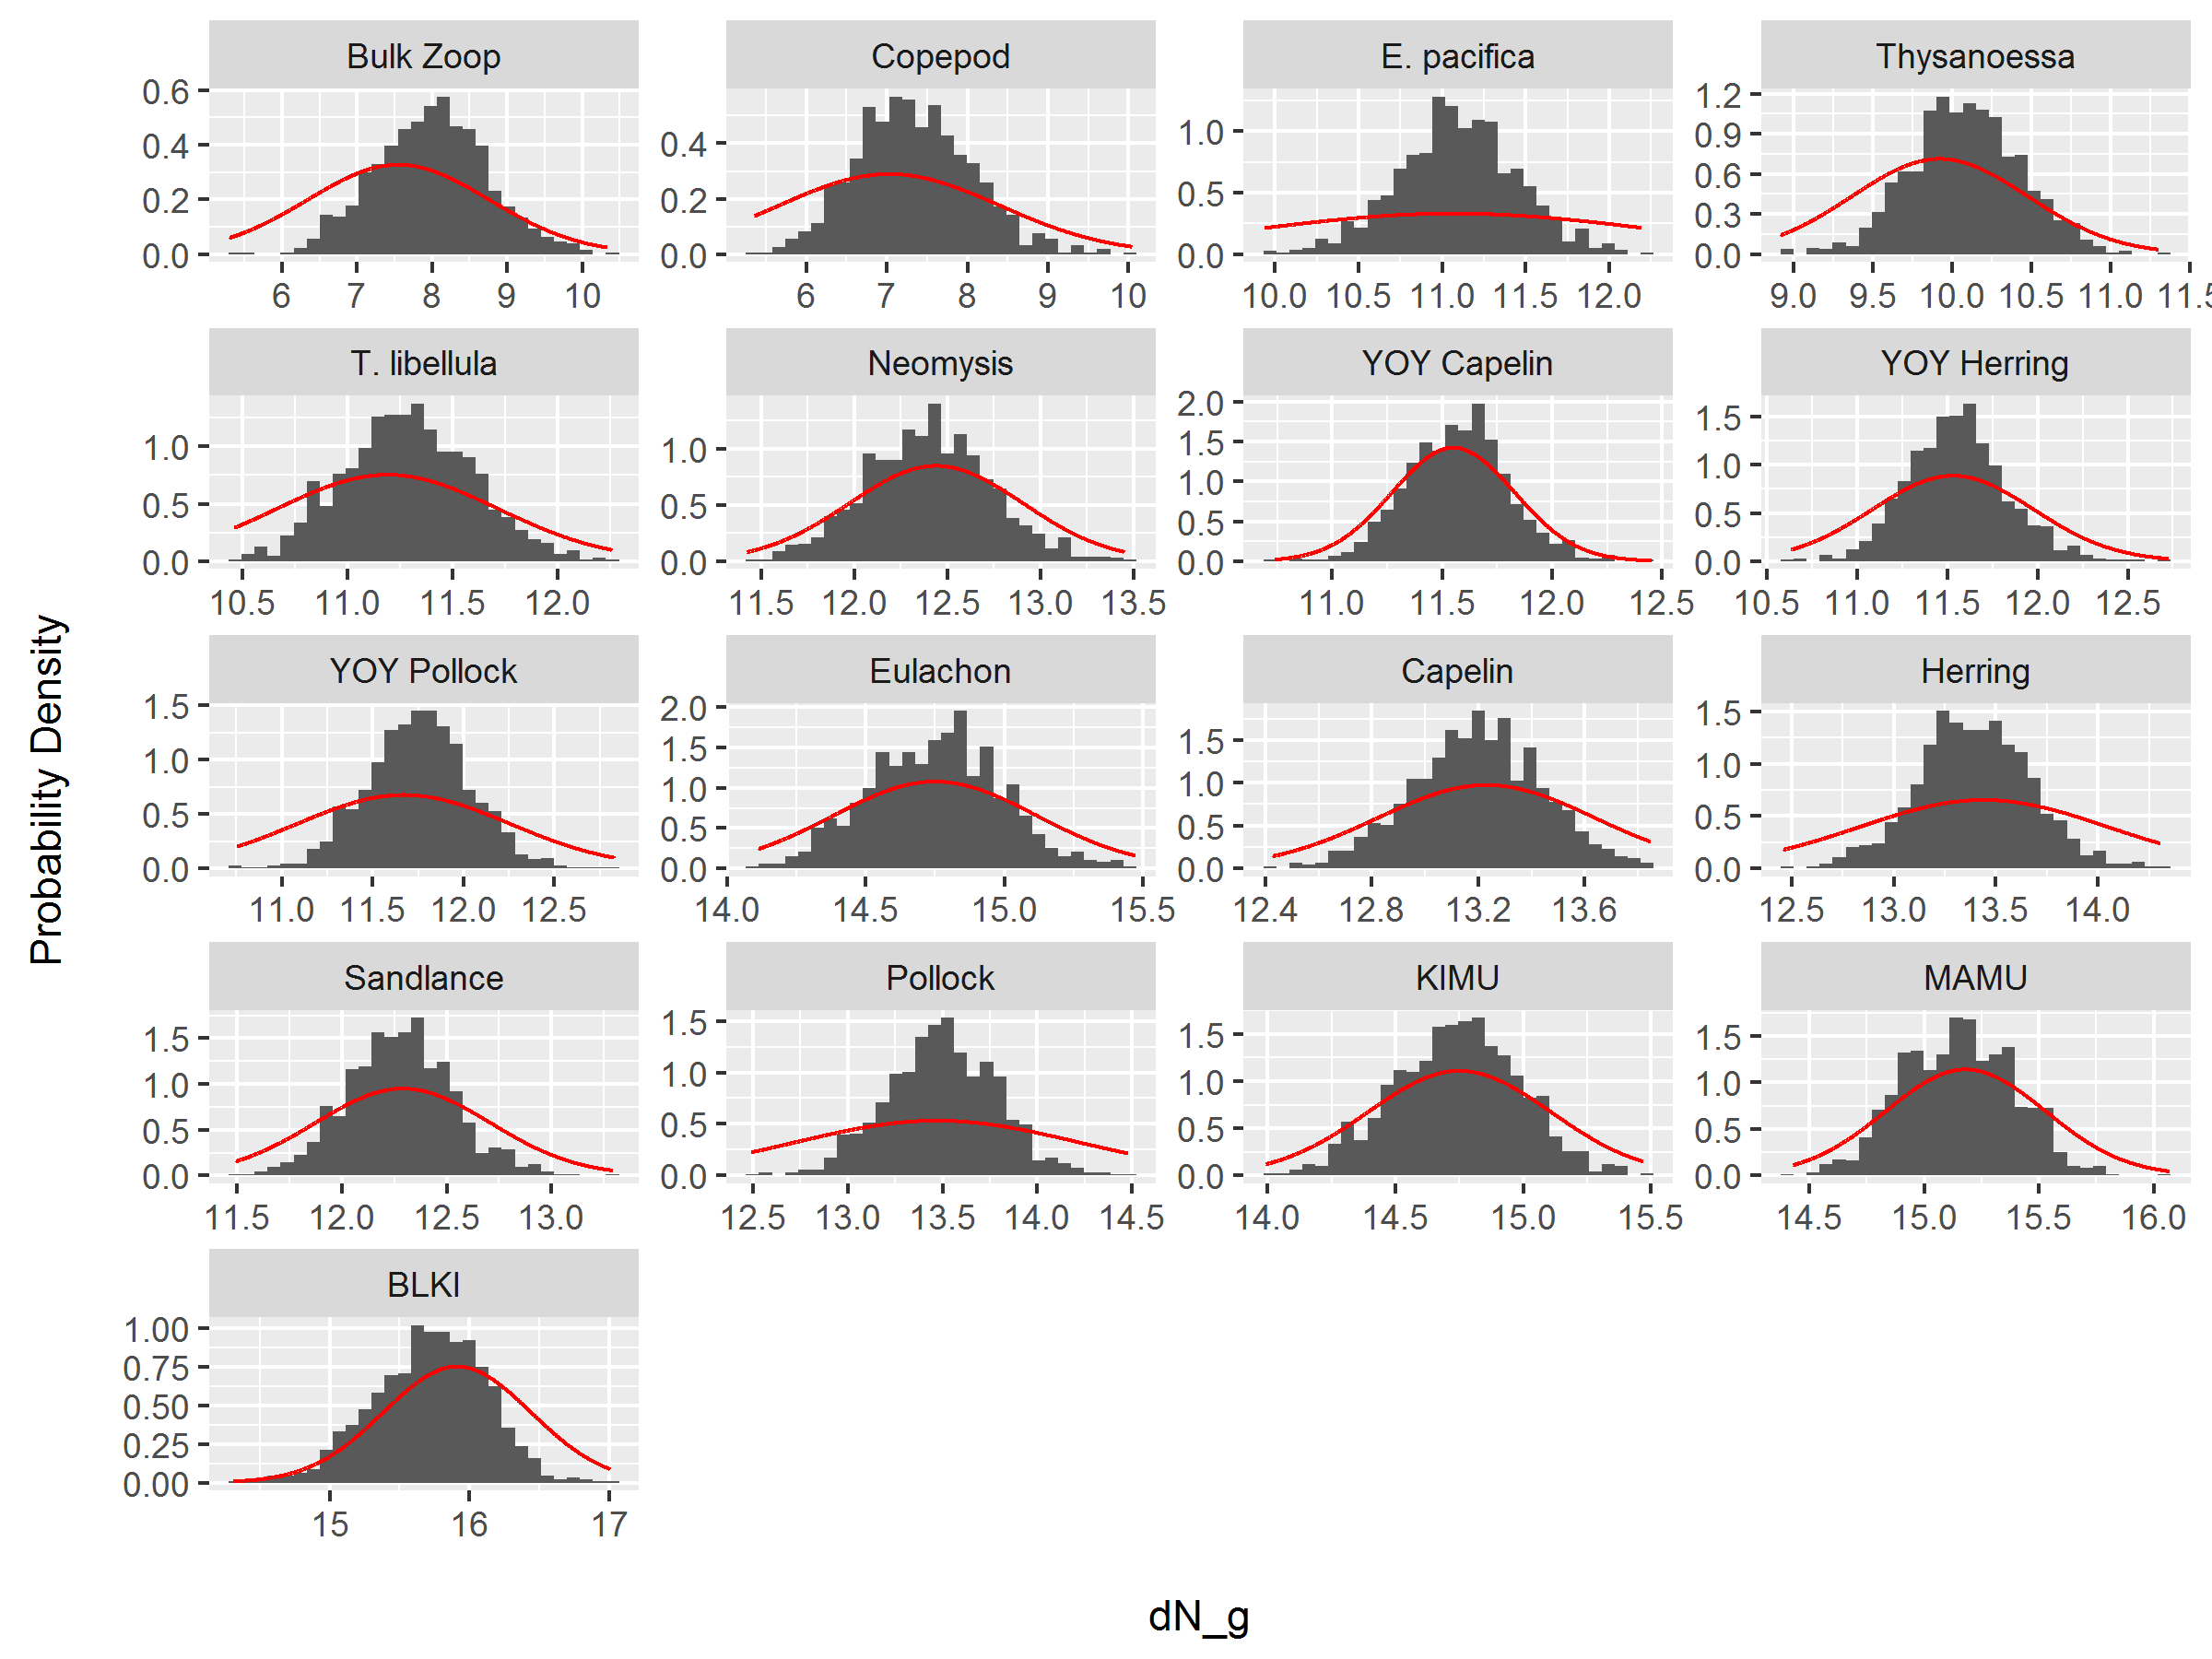 Bulk Zoop Copepod E. pacifica Thysanoessa
0.6 0.4 0.2 0.0
6 7 8 9 10
0.4 0.2 0.0
6 7 8 9 10
1.0 0.5 0.0
10.0 10.5 11.0 11.5 12.0
1.2 0.9 0.6 0.3 0.0
9.0 9.5 10.0 10.5 11.0 11.5
T. libellula Neomysis YOY Capelin YOY Herring
1.0 0.5 0.0
10.5 11.0 11.5 12.0
1.0 0.5 0.0
11.5 12.0 12.5 13.0 13.5
2.0 1.5 1.0 0.5 0.0
11.0 11.5 12.0 12.5
1.5 1.0 0.5 0.0
10.5 11.0 11.5 12.0 12.5
Probability Density
YOY Pollock Eulachon Capelin Herring
1.5 1.0 0.5 0.0
11.0 11.5 12.0 12.5
2.0 1.5 1.0 0.5 0.0
14.0 14.5 15.0 15.5
1.5 1.0 0.5 0.0
12.4 12.8 13.2 13.6
1.5 1.0 0.5 0.0
12.5 13.0 13.5 14.0
Sandlance Pollock KIMU MAMU
1.5 1.0 0.5 0.0
11.5 12.0 12.5 13.0
1.5 1.0 0.5 0.0
12.5 13.0 13.5 14.0 14.5
1.5 1.0 0.5 0.0
14.0 14.5 15.0 15.5
1.5 1.0 0.5 0.0
14.5 15.0 15.5 16.0
BLKI
1.00 0.75 0.50 0.25 0.00
15 16 17
dN_g